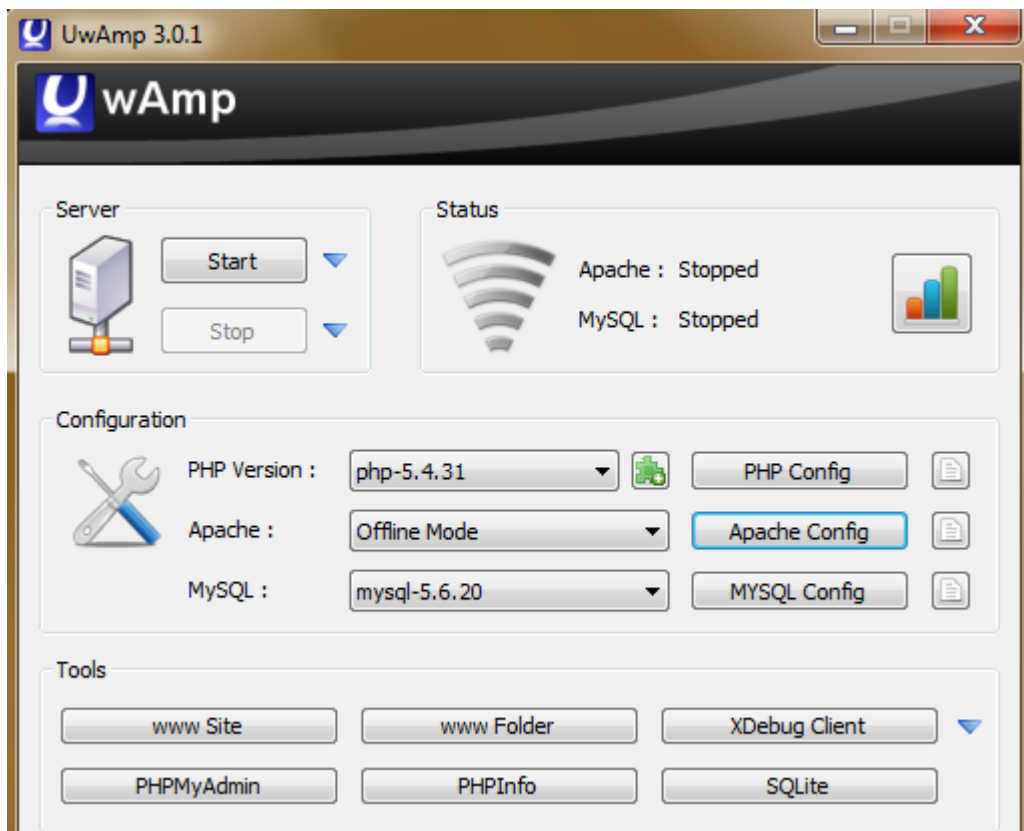 UwAmp 3.0.1
UwAmp
Server
Status
Start
Apache : Stopped
Stop
MySQL : Stopped
Configuration
PHP Version : php-5.4.31 PHP Config
Apache : Offline Mode Apache Config
MySQL : mysql-5.6.20 MYSQL Config
Tools
www Site www Folder XDebug Client
PHPMyAdmin PHPInfo SQLite